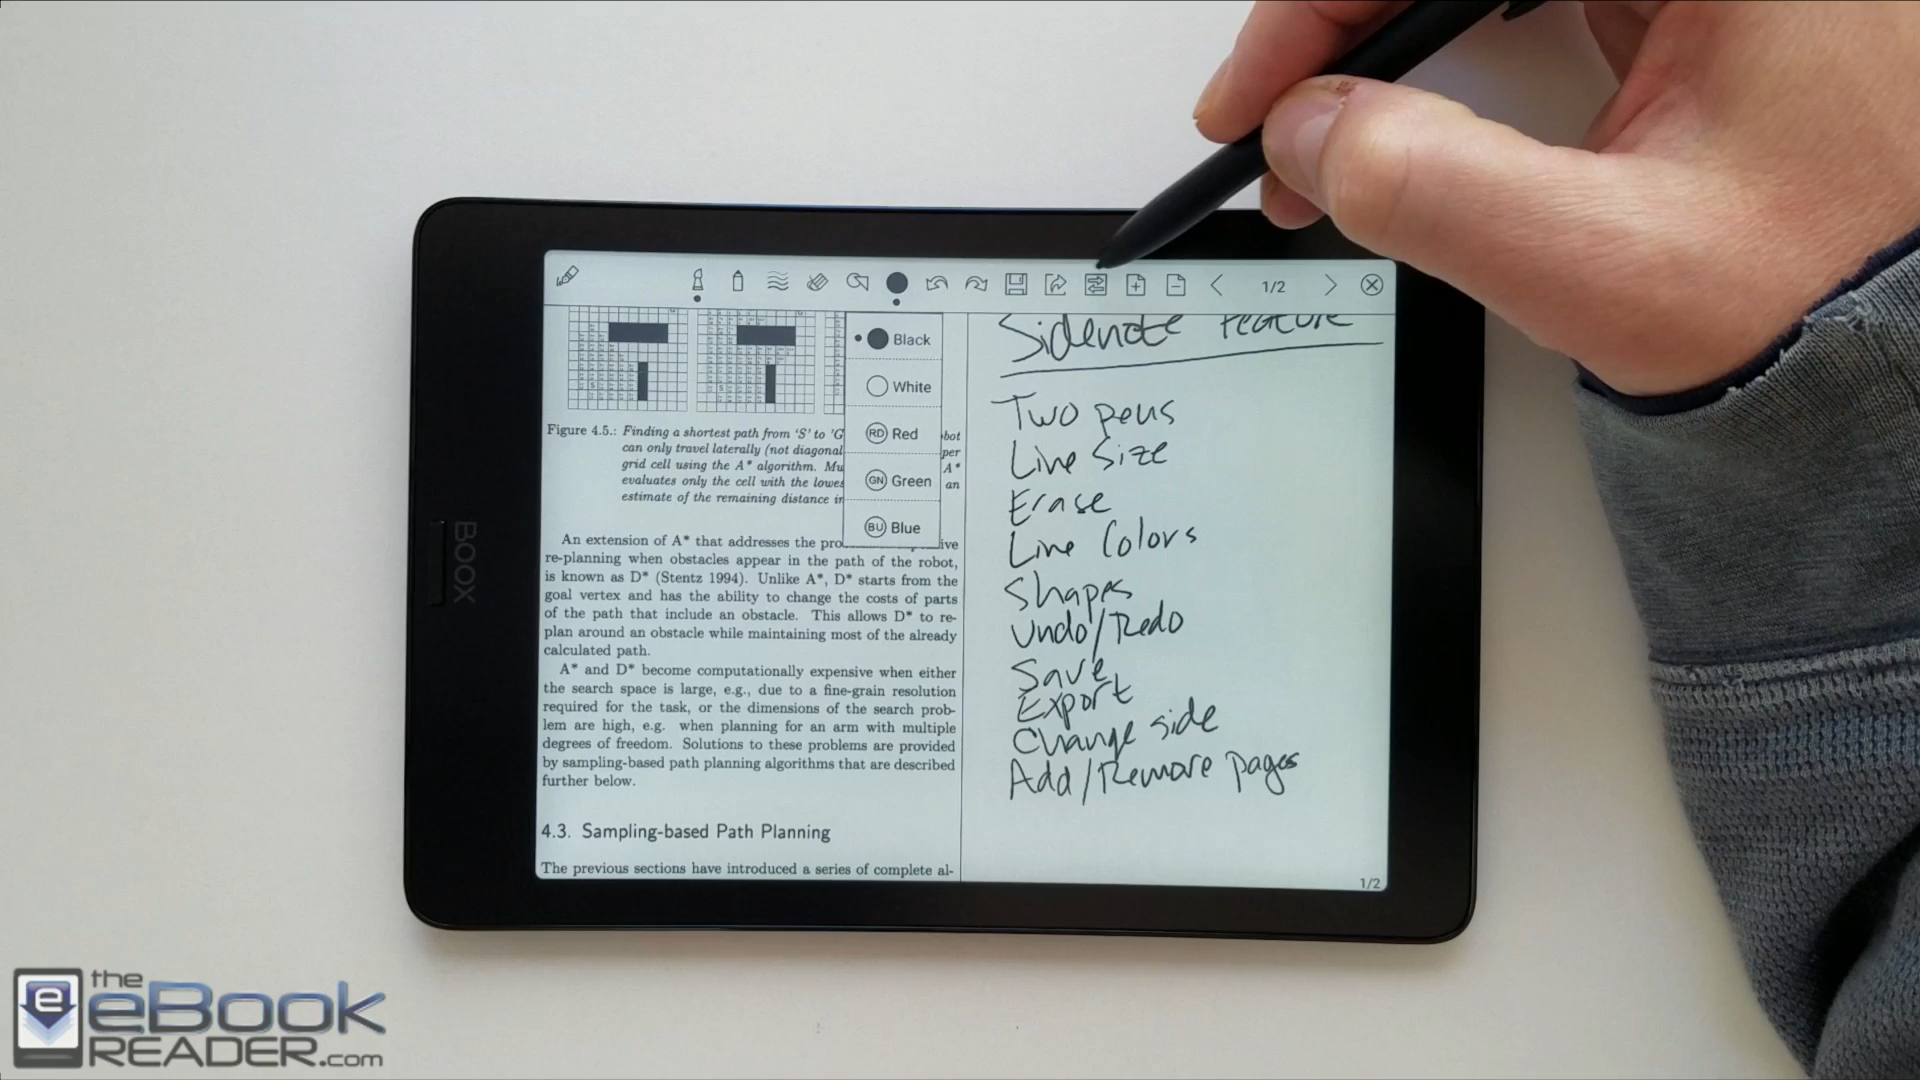 1/2
Black
White
RD Red
GN Green
BU Blue
Figure 4.5.: Finding a shortest path from 'S' to 'G bot
can only travel laterally (not diagonal per
grid cell using the A* algorithm. Mu A*
evaluates only the cell with the lowes an
estimate of the remaining distance in
An extension of A* that addresses the pro ive
re-planning when obstacles appear in the path of the robot,
is known as D* (Stentz 1994). Unlike A*, D* starts from the
goal vertex and has the ability to change the costs of parts
of the path that include an obstacle. This allows D* to re-
plan around an obstacle while maintaining most of the already
calculated path.
A* and D* become computationally expensive when either
the search space is large, e.g., due to a fine-grain resolution
required for the task, or the dimensions of the search prob-
lem are high, e.g. when planning for an arm with multiple
degrees of freedom. Solutions to these problems are provided
by sampling-based path planning algorithms that are described
further below.
4.3. Sampling-based Path Planning
The previous sections have introduced a series of complete al-
Sidenote Feature
Two pens
Line Size
Erase
Line Colors
Shapes
Undo/Redo
Save
Export
Change side
Add/Remove pages
1/2
BOOX
the
eBook
READER.com